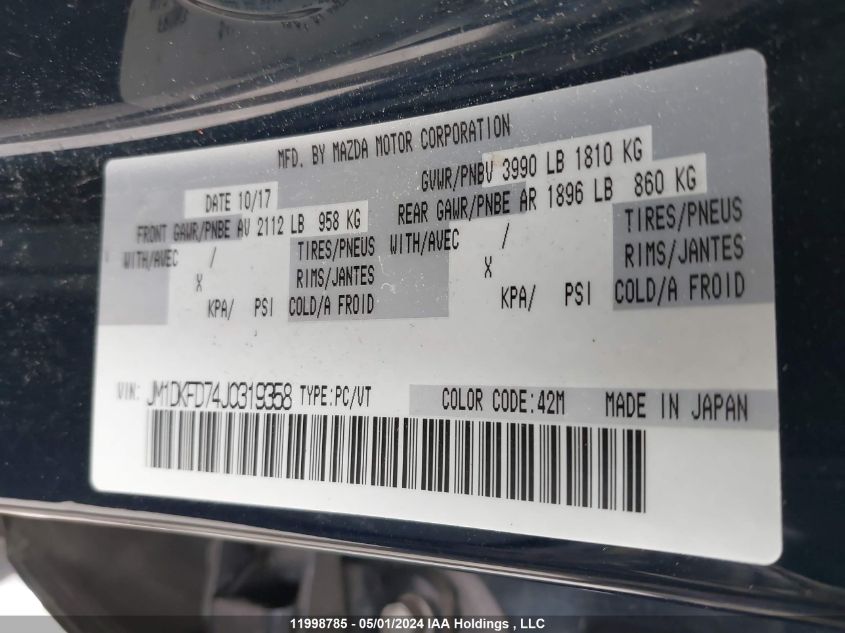 MFD. BY MAZDA MOTOR CORPORATION
DATE 10/17 GVWR/PNBV 3990 LB 1810 KG
FRONT GAWR/PNBE AV 2112 LB 958 KG REAR GAWR/PNBE AR 1896 LB 860 KG
WITH/AVEC / TIRES/PNEUS WITH/AVEC / TIRES/PNEUS
X RIMS/JANTES X RIMS/JANTES
KPA/ PSI COLD/A FROID KPA/ PSI COLD/A FROID
VIN: JM1DKFD74J0319358 TYPE:PC/VT COLOR CODE:42M MADE IN JAPAN
11998785 - 05/01/2024 IAA Holdings , LLC